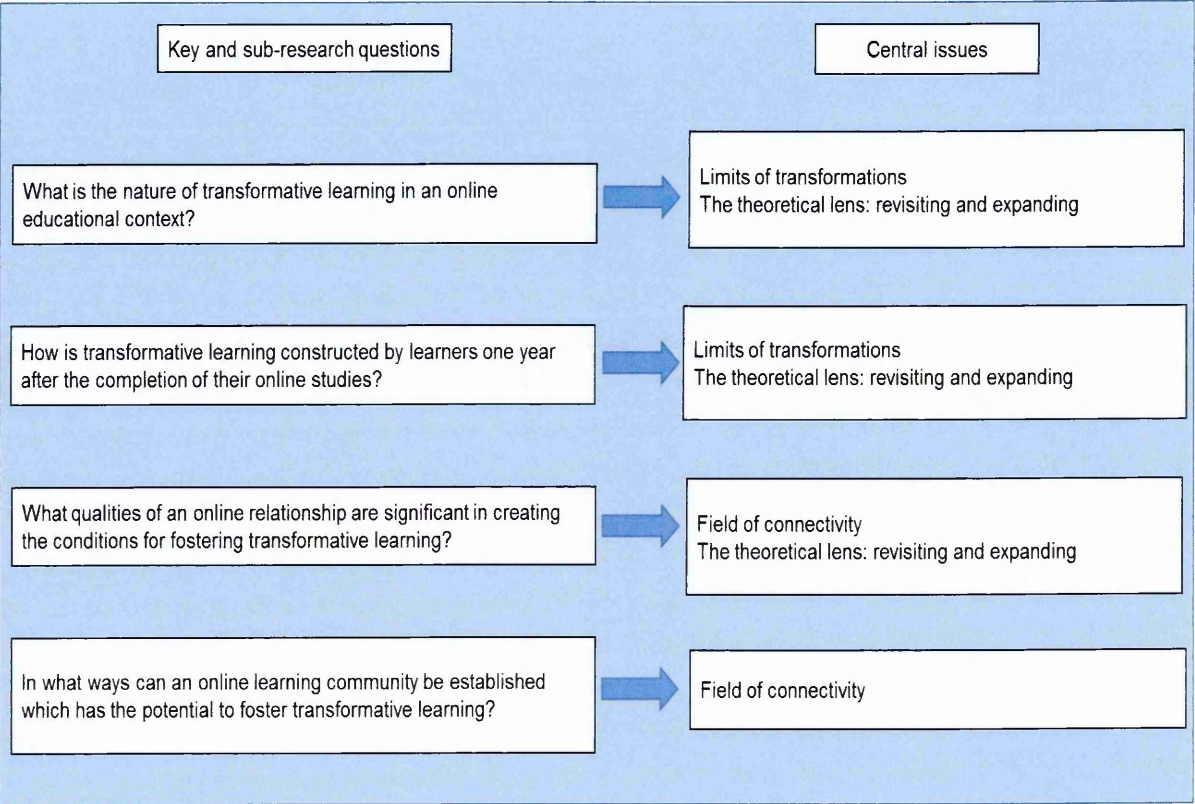 Key and sub-research questions
Central issues
What is the nature of transformative learning in an online
educational context?
Limits of transformations
The theoretical lens: revisiting and expanding
How is transformative learning constructed by learners one year
after the completion of their online studies?
Limits of transformations
The theoretical lens: revisiting and expanding
What qualities of an online relationship are significant in creating
the conditions for fostering transformative learning?
Field of connectivity
The theoretical lens: revisiting and expanding
In what ways can an online learning community be established
which has the potential to foster transformative learning?
Field of connectivity